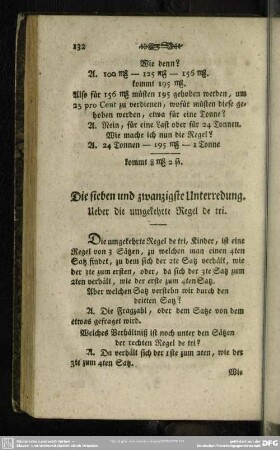 132
Wie denn?
A. 100 m₰ — 125 m₰ — 156 m₰.
kommt 195 m₰.
Also für 156 m₰ müsten 195 gehoben werden, um
25 pro Cent zu verdienen, wofür müsten diese ge-
hoben werden, etwa für eine Tonne?
A. Nein, für eine Last oder für 24 Tonnen.
Wie mache ich nun die Regel?
A. 24 Tonnen — 195 m₰ — 1 Tonne
kommt 8 m₰ 2 ß.
Die sieben und zwanzigste Unterredung.
Ueber die umgekehrte Regel de tri.
Die umgekehrte Regel de tri, Kinder, ist eine
Regel von 3 Sätzen, zu welchen man einen 4ten
Satz findet, zu dem sich der 2te Satz verhält, wie
der 3te zum ersten, oder, da sich der 3te Satz zum
2ten verhält, wie der erste zum 4ten Satz.
Aber welchen Satz verstehn wir durch den
dritten Satz?
A. Die Fragzahl, oder dem Satze von dem
etwas gefraget wird.
Welches Verhältniß ist noch unter den Sätzen
der rechten Regel de tri?
A. Da verhält sich der 1ste zum 2ten, wie der
3te zum 4ten Satz.
Wie